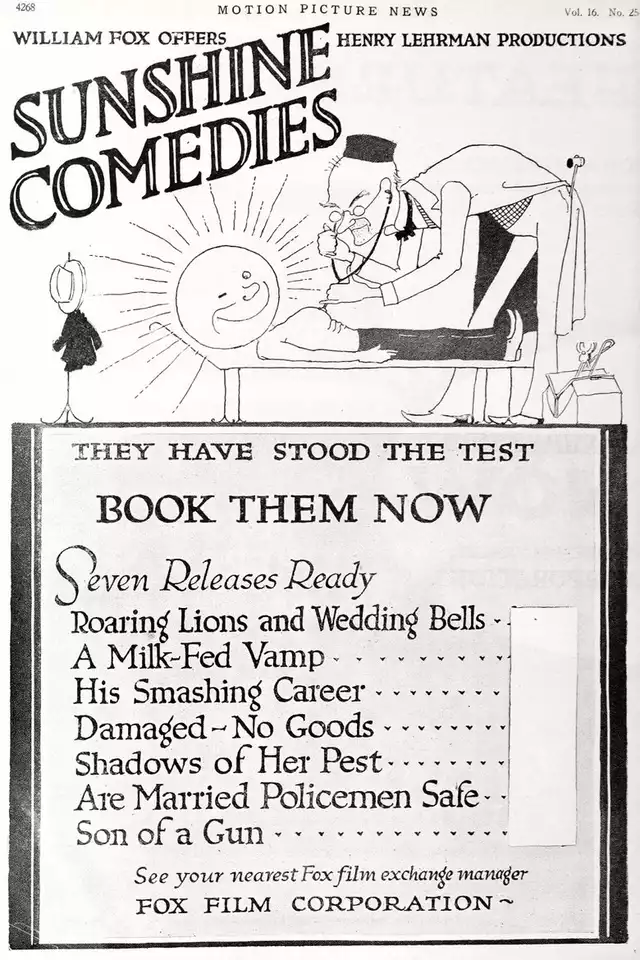 4268
MOTION PICTURE NEWS
Vol. 16. No. 25
WILLIAM FOX OFFERS
HENRY LEHRMAN PRODUCTIONS
SUNSHINE
COMEDIES
THEY HAVE STOOD THE TEST
BOOK THEM NOW
Seven Releases Ready
Roaring Lions and Wedding Bells
A Milk-Fed Vamp
His Smashing Career
Damaged - No Goods
Shadows of Her Pest
Are Married Policemen Safe
Son of a Gun
See your nearest Fox film exchange manager
FOX FILM CORPORATION ~